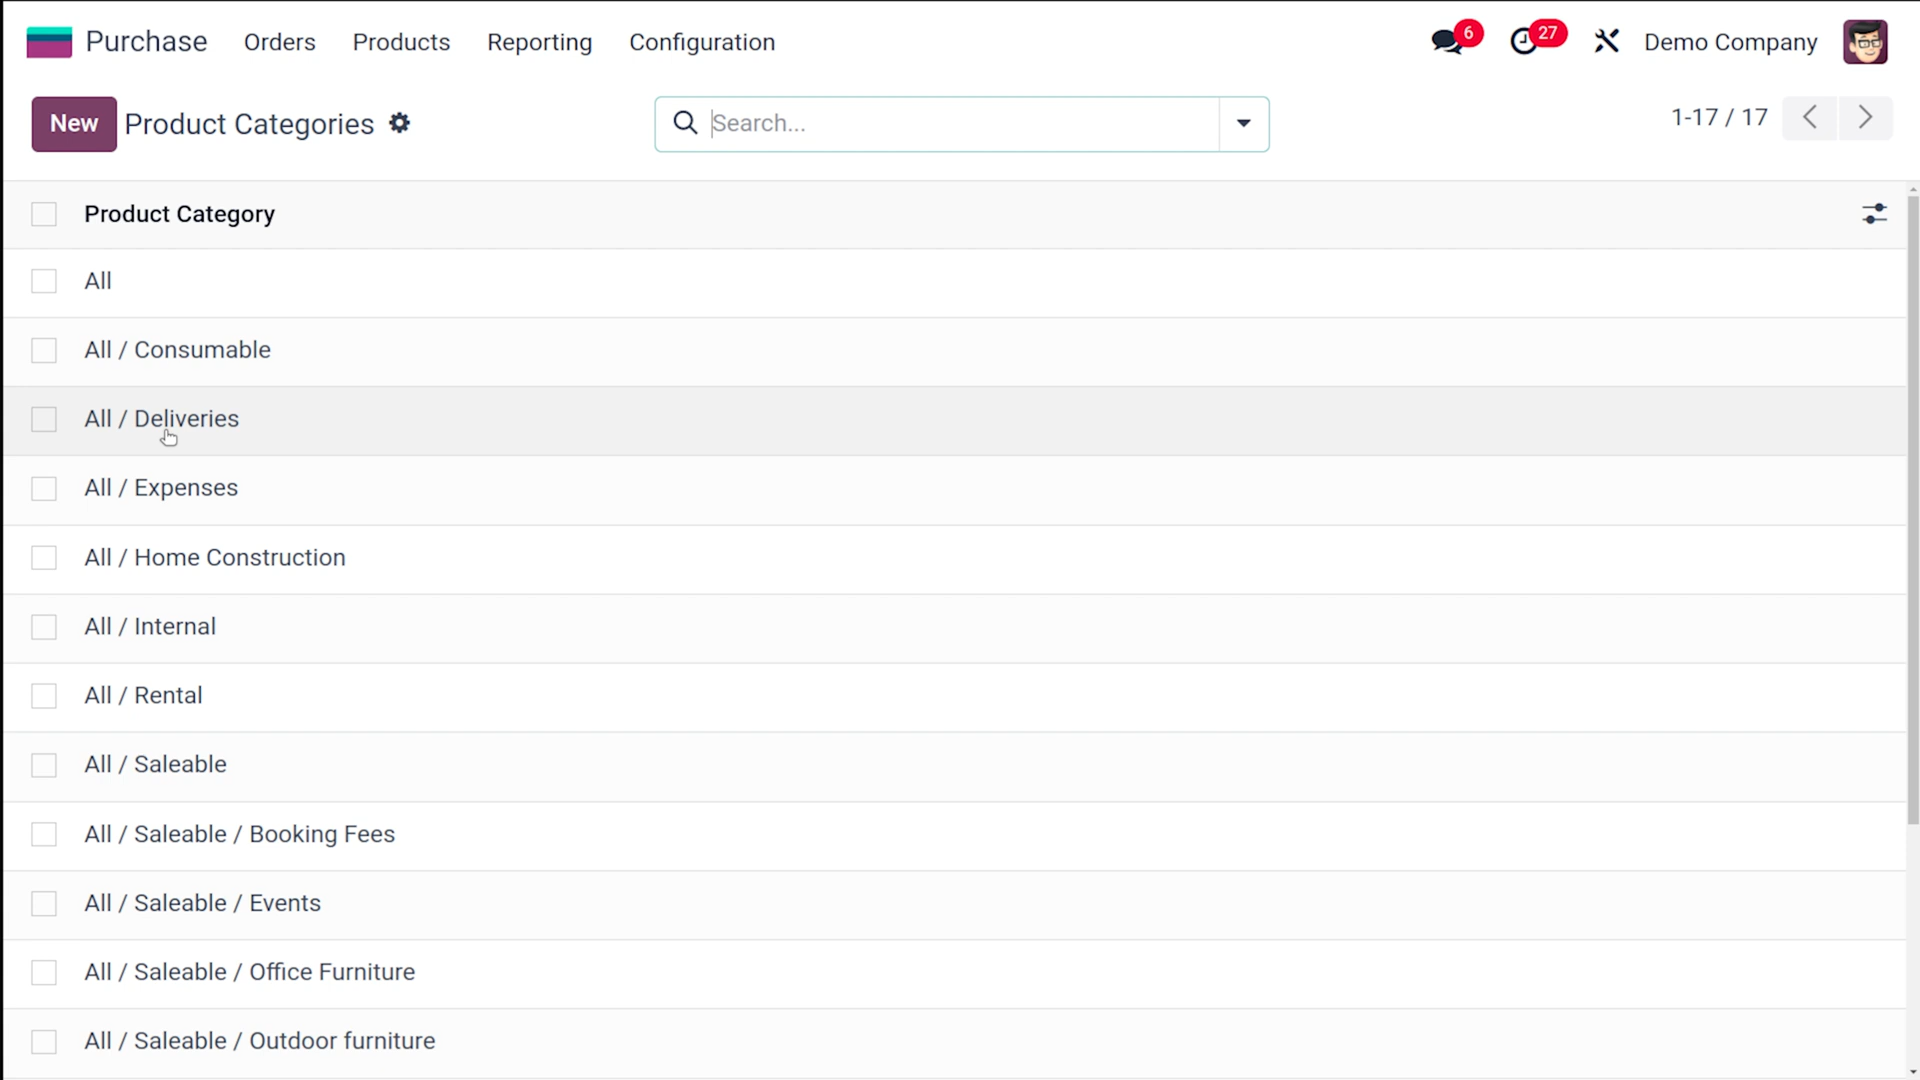 Purchase Orders Products Reporting Configuration 6 27 Demo Company
New Product Categories Search... 1-17 / 17
Product Category
All
All / Consumable
All / Deliveries
All / Expenses
All / Home Construction
All / Internal
All / Rental
All / Saleable
All / Saleable / Booking Fees
All / Saleable / Events
All / Saleable / Office Furniture
All / Saleable / Outdoor furniture